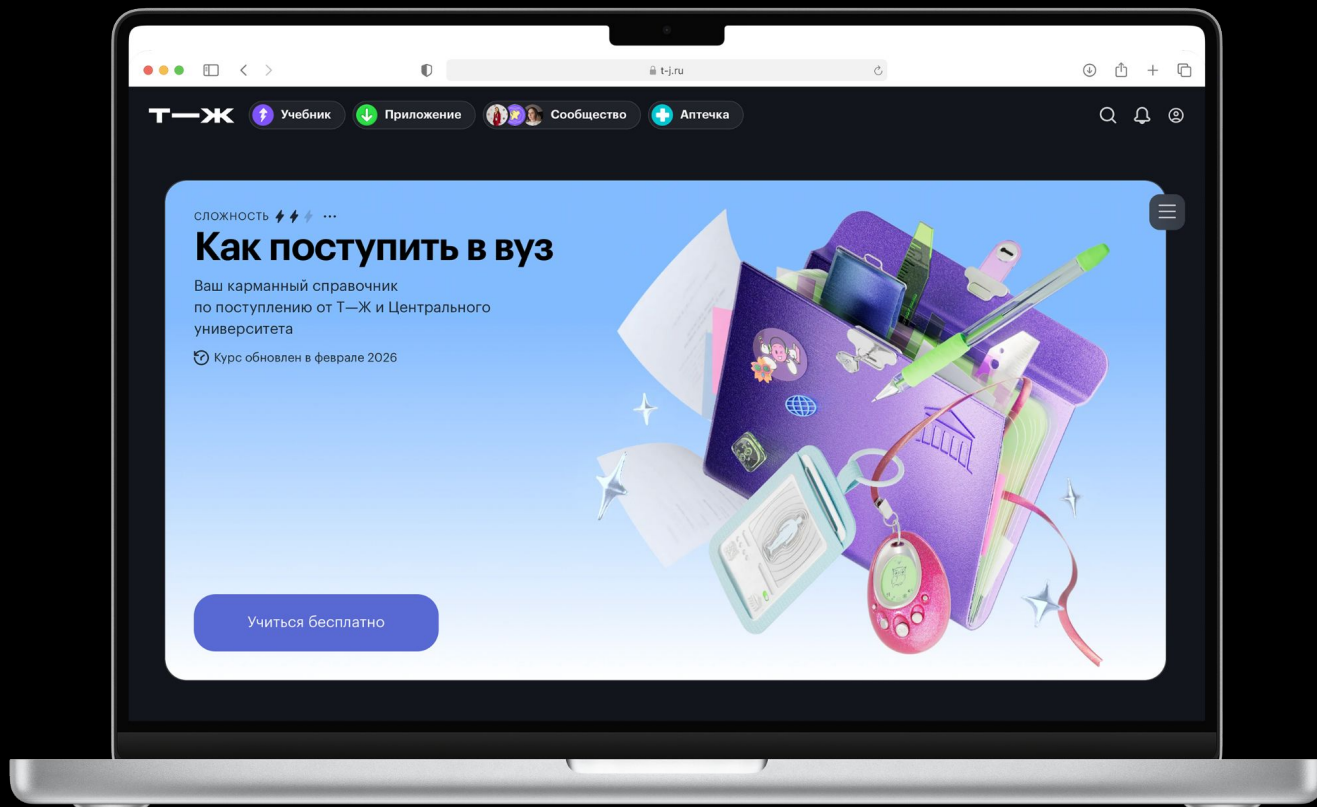 t-j.ru
Т—Ж Учебник Приложение Сообщество Аптечка
СЛОЖНОСТЬ
Как поступить в вуз
Ваш карманный справочник
по поступлению от Т—Ж и Центрального
университета
Курс обновлен в феврале 2026
Учиться бесплатно